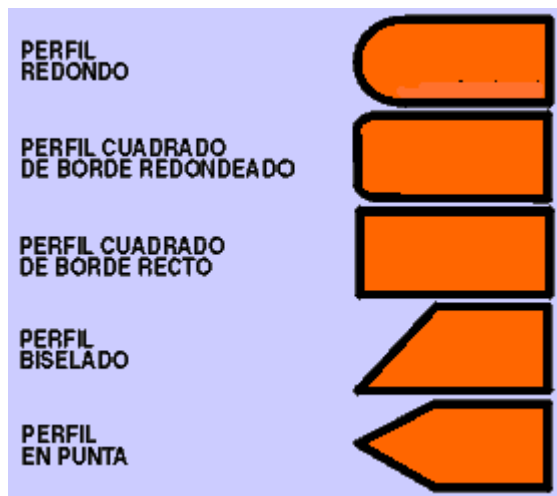 PERFIL
REDONDO
PERFIL CUADRADO
DE BORDE REDONDEADO
PERFIL CUADRADO
DE BORDE RECTO
PERFIL
BISELADO
PERFIL
EN PUNTA